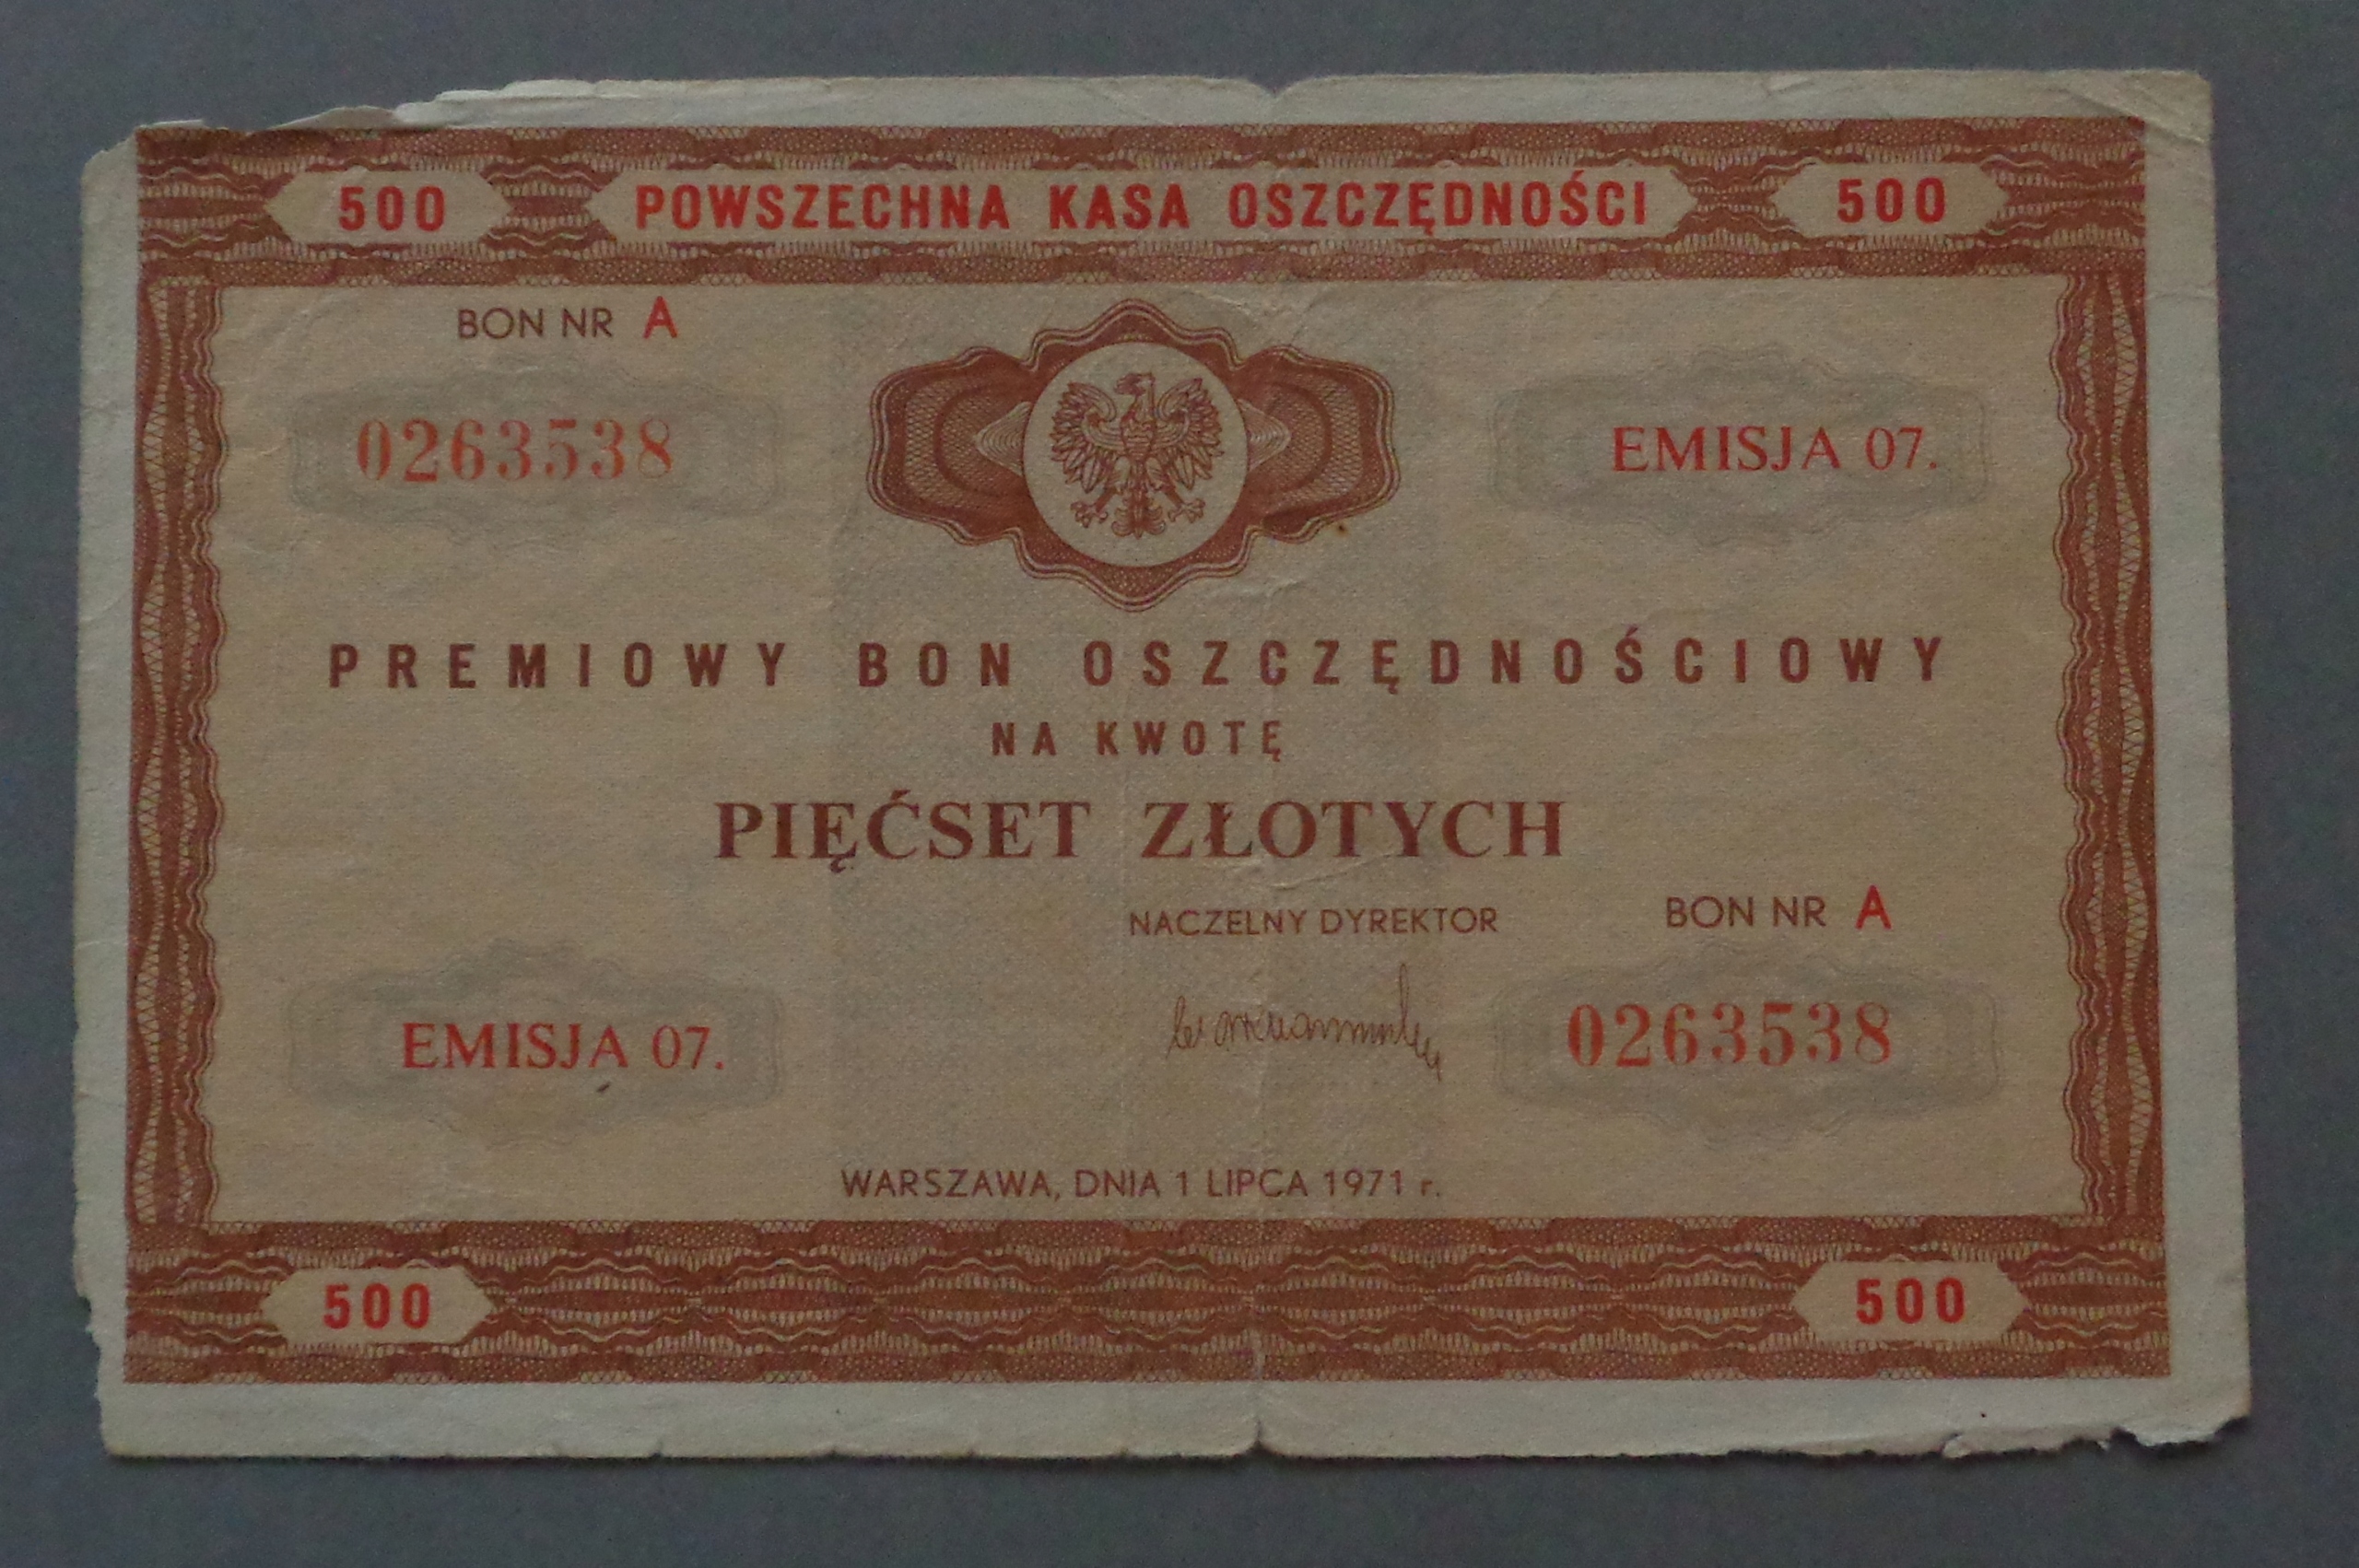 500 POWSZECHNA KASA OSZCZĘDNOŚCI 500
BON NR A
0263538
EMISJA 07.
PREMIOWY BON OSZCZĘDNOŚCIOWY
NA KWOTĘ
PIĘĆSET ZŁOTYCH
NACZELNY DYREKTOR
BON NR A
EMISJA 07.
0263538
WARSZAWA, DNIA 1 LIPCA 1971 r.
500 500